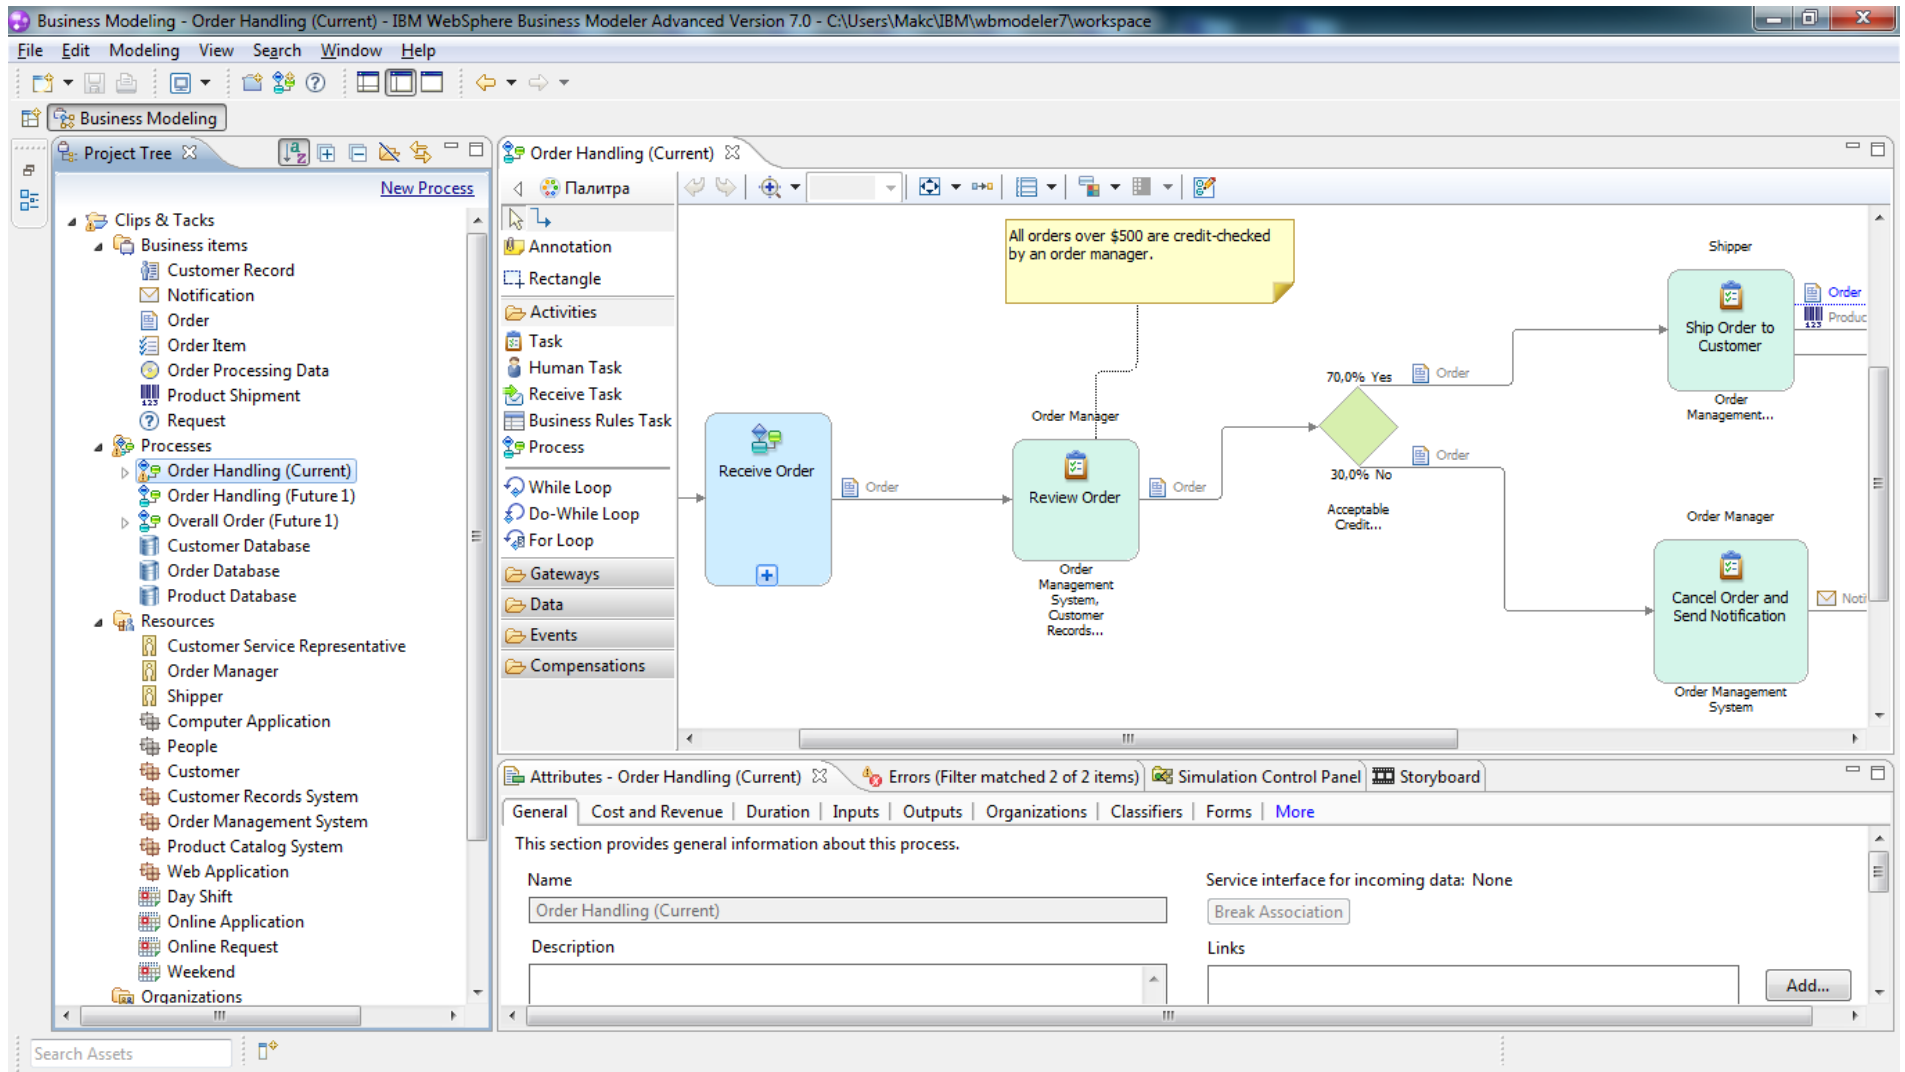 Business Modeling - Order Handling (Current) - IBM WebSphere Business Modeler Advanced Version 7.0 - C:\Users\Makc\IBM\wbmodeler7\workspace
File Edit Modeling View Search Window Help
Business Modeling
Project Tree
New Process
Clips & Tacks
Business items
Customer Record
Notification
Order
Order Item
Order Processing Data
Product Shipment
Request
Processes
Order Handling (Current)
Order Handling (Future 1)
Overall Order (Future 1)
Customer Database
Order Database
Product Database
Resources
Customer Service Representative
Order Manager
Shipper
Computer Application
People
Customer
Customer Records System
Order Management System
Product Catalog System
Web Application
Day Shift
Online Application
Online Request
Weekend
Organizations
Search Assets
Order Handling (Current)
Палитра
Annotation
Rectangle
Activities
Task
Human Task
Receive Task
Business Rules Task
Process
While Loop
Do-While Loop
For Loop
Gateways
Data
Events
Compensations
All orders over $500 are credit-checked
by an order manager.
Receive Order
Order
Order Manager
Review Order
Order
Management
System,
Customer
Records...
Order
70,0% Yes
30,0% No
Acceptable
Credit...
Order
Order
Shipper
Ship Order to
Customer
Order
Management...
Order
Produc
Order Manager
Cancel Order and
Send Notification
Order Management
System
Noti
Attributes - Order Handling (Current)
Errors (Filter matched 2 of 2 items)
Simulation Control Panel
Storyboard
General Cost and Revenue | Duration | Inputs | Outputs | Organizations | Classifiers | Forms | More
This section provides general information about this process.
Name
Order Handling (Current)
Description
Service interface for incoming data: None
Break Association
Links
Add...